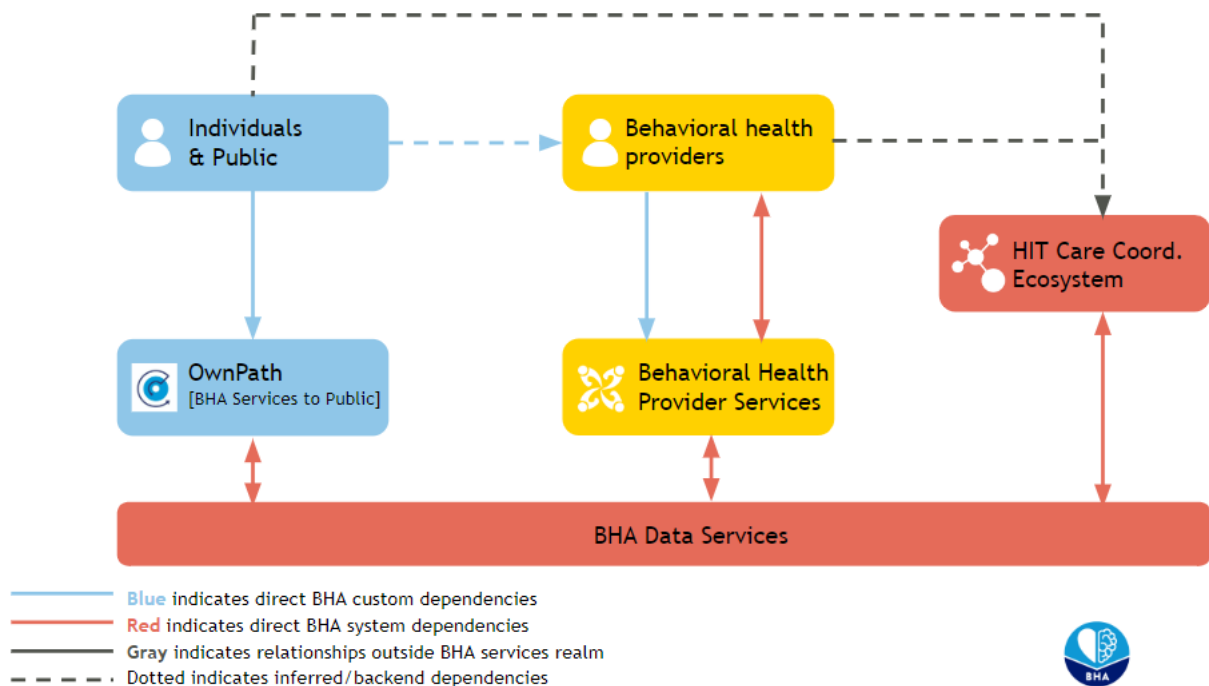 Individuals
& Public
Behavioral health
providers
HIT Care Coord.
Ecosystem
OwnPath
[BHA Services to Public]
Behavioral Health
Provider Services
BHA Data Services
Blue indicates direct BHA custom dependencies
Red indicates direct BHA system dependencies
Gray indicates relationships outside BHA services realm
Dotted indicates inferred/backend dependencies
BHA